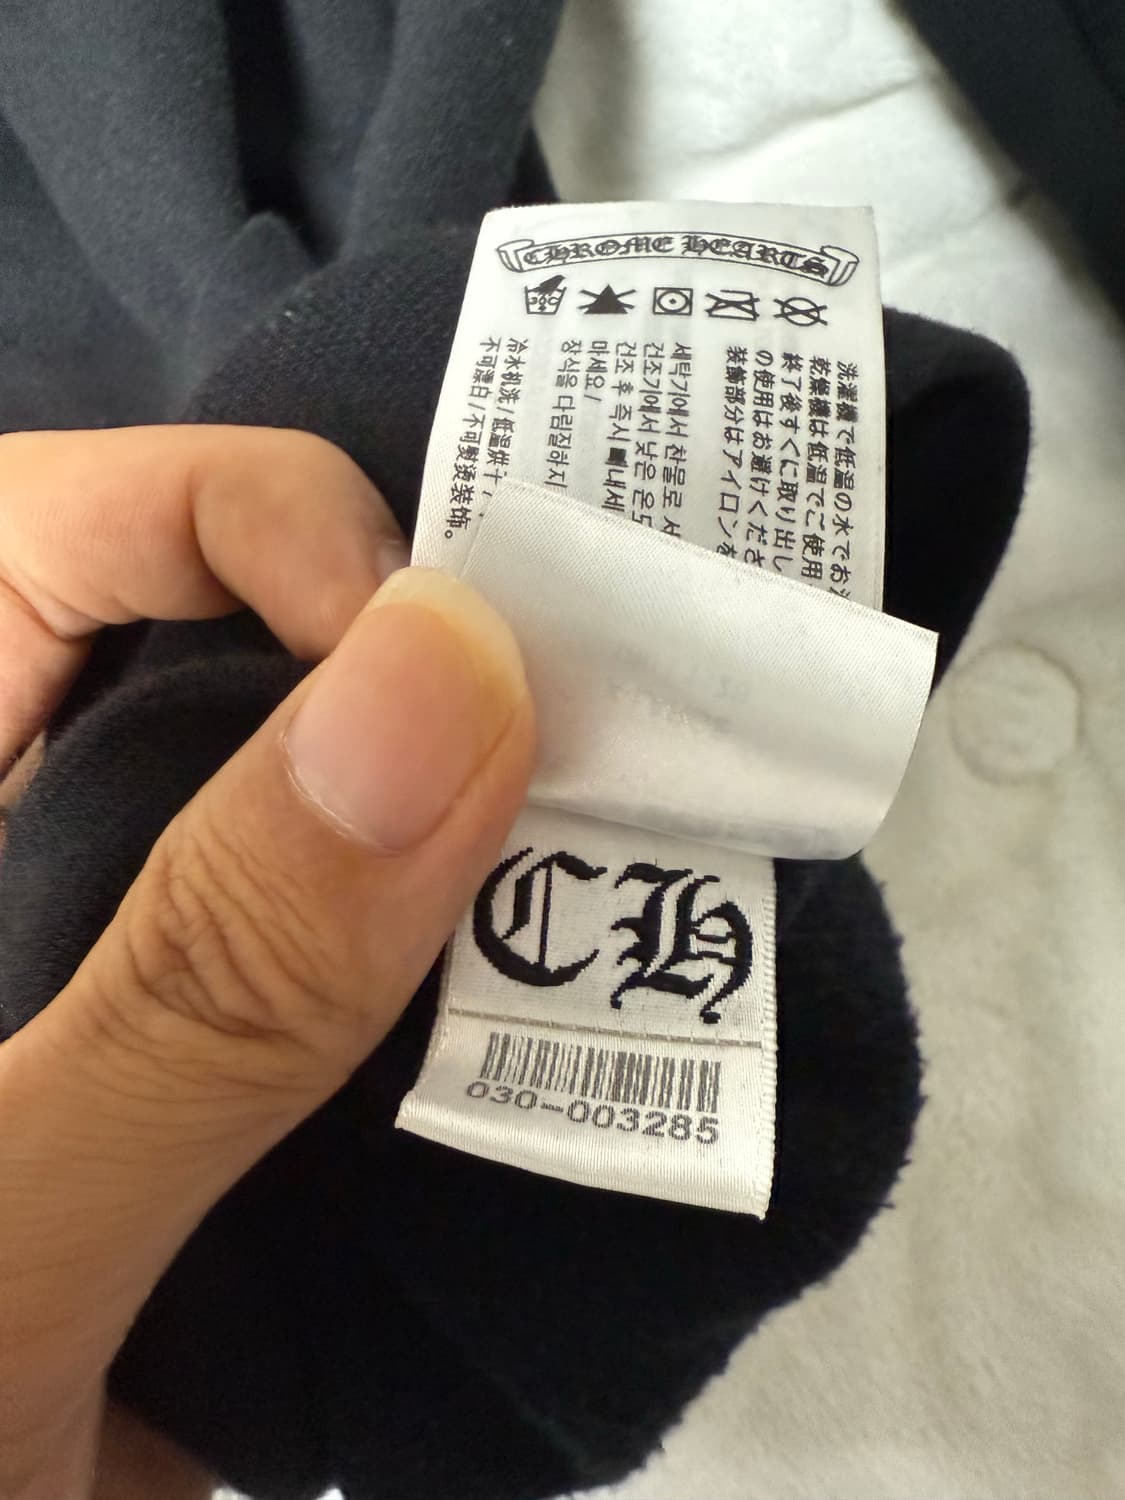 CHROME HEARTS
30C
洗濯機で低温の水でお
乾燥機は低温でご使用
終了後すぐに取り出し
の使用はお避けくださ
装飾部分はアイロンを
세탁기에서 찬물로 세
건조기에서 낮은 온도
건조 후 즉시 빼내세
마세요/
장식을 다림질하지
冷水机洗/低温烘干/
不可漂白/不可熨烫装饰。
CH
030-003285